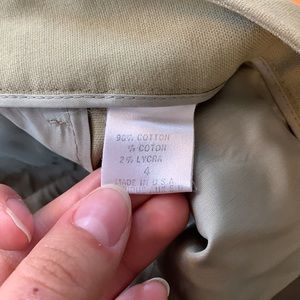 98% COTTON
% COTON
2% LYCRA
4
MADE IN U.S.A